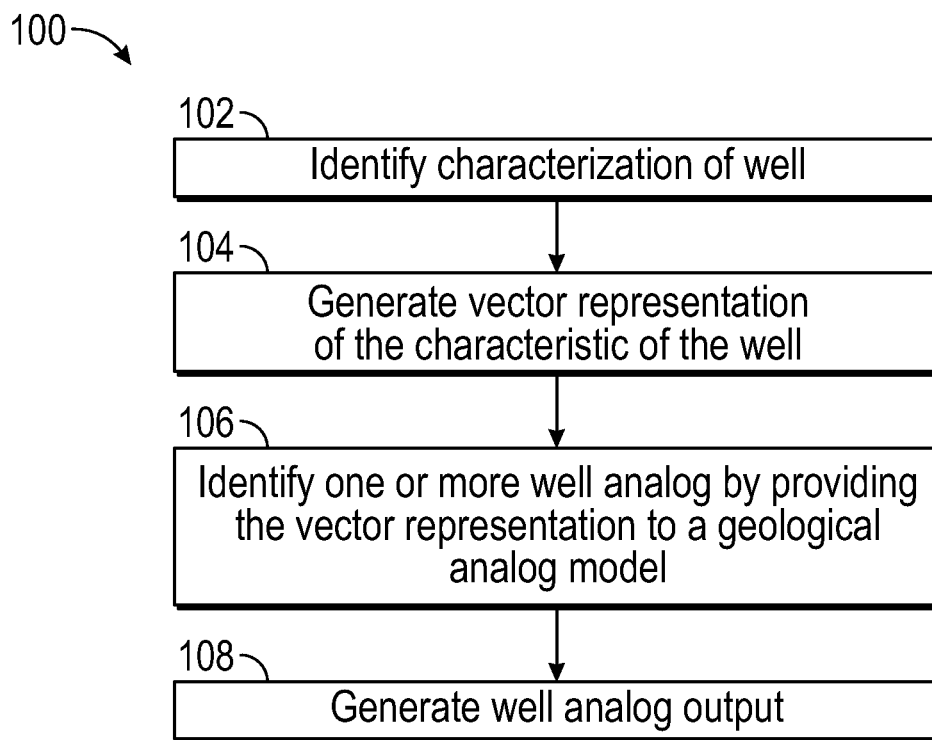 100
102
Identify characterization of well
104
Generate vector representation
of the characteristic of the well
106
Identify one or more well analog by providing
the vector representation to a geological
analog model
108
Generate well analog output